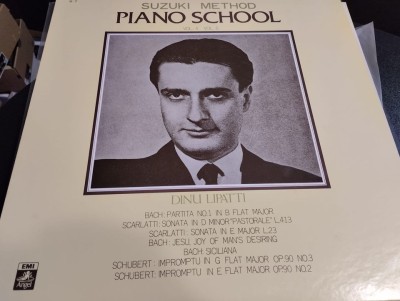 SUZUKI METHOD
PIANO SCHOOL
DINU LIPATTI
BACH: PARTITA NO.1 IN B FLAT MAJOR
SCARLATTI: SONATA IN D MINOR "PASTORALE" L.413
SCARLATTI: SONATA IN E MAJOR L.23
BACH: JESU, JOY OF MAN'S DESIRING
BACH: SICILIANA
SCHUBERT: IMPROMPTU IN G FLAT MAJOR OP.90 NO.3
SCHUBERT: IMPROMPTU IN E FLAT MAJOR OP.90 NO.2
EMI
Angel